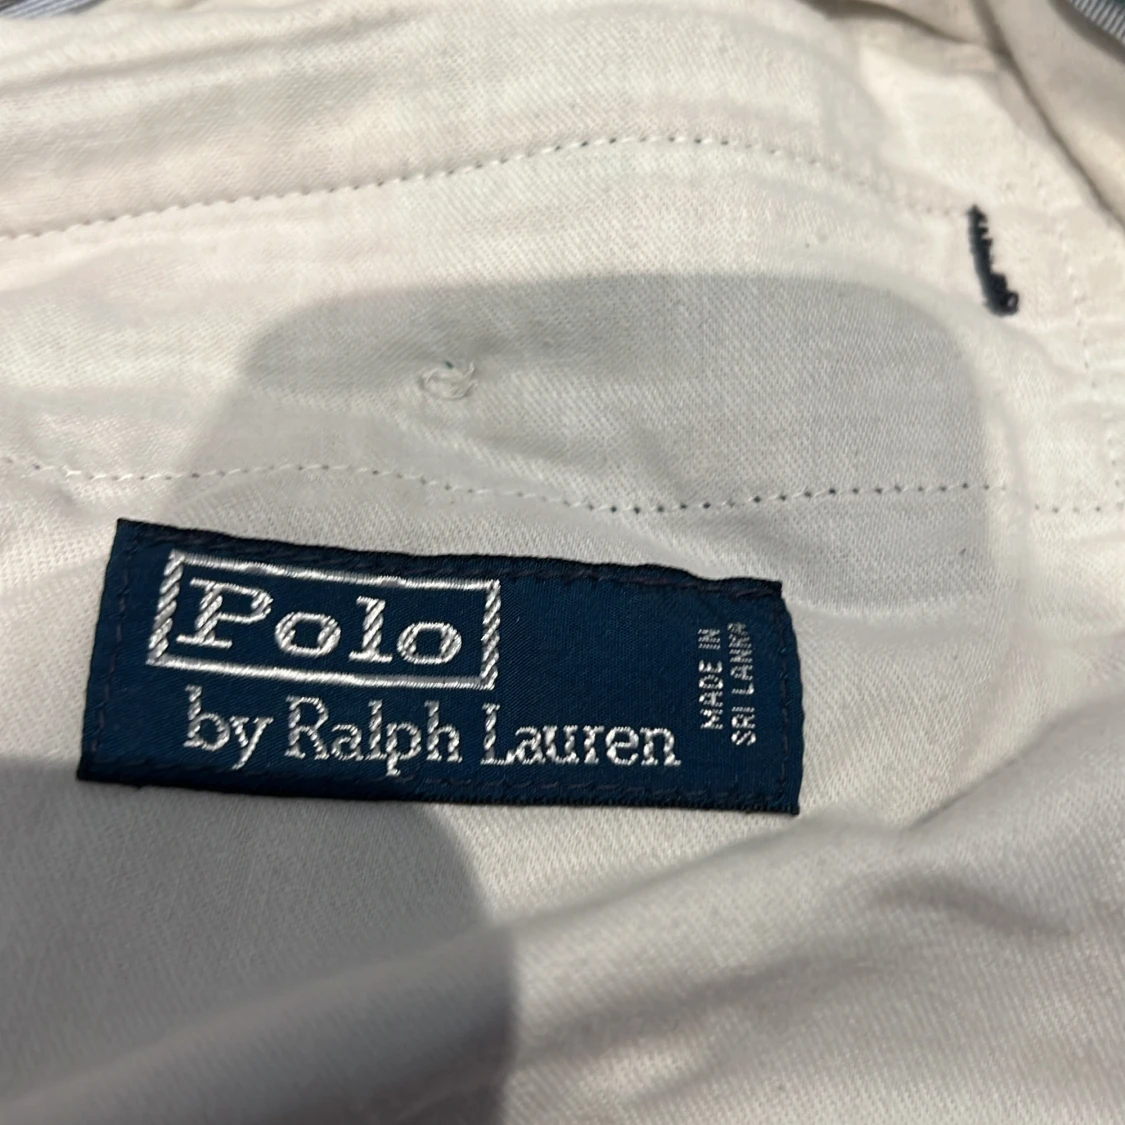 Polo
by Ralph Lauren
MADE IN
SRI LANKA